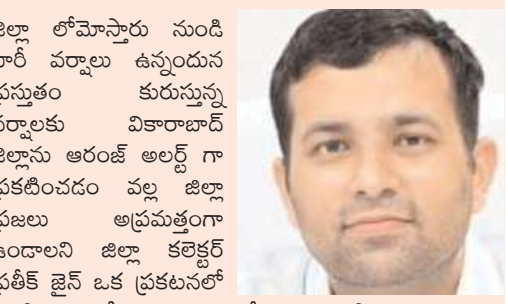 జిల్లా లోమోస్తారు నుండి
భారీ వర్షాలు ఉన్నందున
ప్రస్తుతం కురుస్తున్న
వర్షాలకు వికారాబాద్
జిల్లాను ఆరంజ్ అలర్ట్ గా
ప్రకటించడం వల్ల జిల్లా
ప్రజలు అప్రమత్తంగా
ఉండాలని జిల్లా కలెక్టర్
ప్రతీక్ జైన్ ఒక ప్రకటనలో